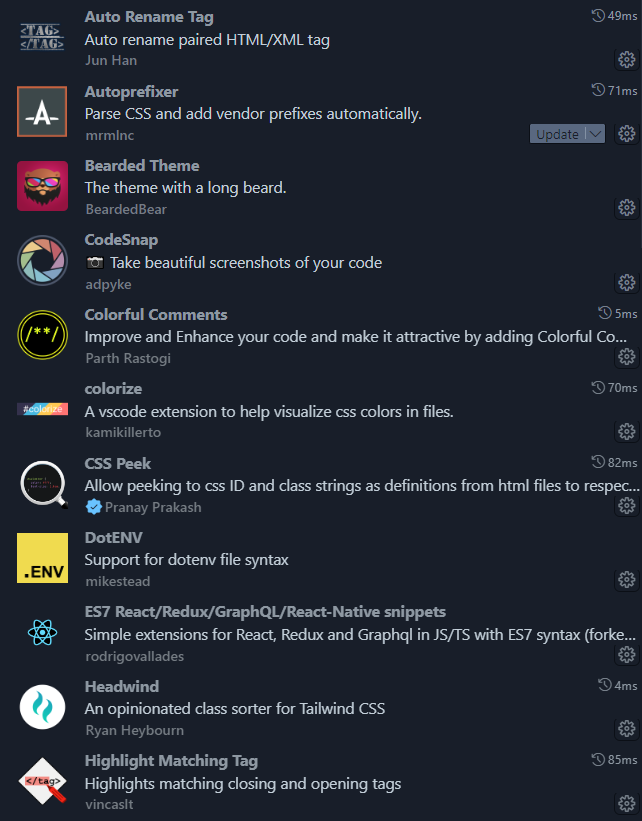 <TAG>
</TAG>
Auto Rename Tag
49ms
Auto rename paired HTML/XML tag
Jun Han
A
Autoprefixer
71ms
Parse CSS and add vendor prefixes automatically.
mrmlnc
Update
Bearded Theme
The theme with a long beard.
BeardedBear
CodeSnap
📷 Take beautiful screenshots of your code
adpyke
/**/
Colorful Comments
5ms
Improve and Enhance your code and make it attractive by adding Colorful Co...
Parth Rastogi
#colorize
colorize
70ms
A vscode extension to help visualize css colors in files.
kamikillerto
CSS Peek
82ms
Allow peeking to css ID and class strings as definitions from html files to respec...
Pranay Prakash
.ENV
DotENV
Support for dotenv file syntax
mikestead
ES7 React/Redux/GraphQL/React-Native snippets
Simple extensions for React, Redux and Graphql in JS/TS with ES7 syntax (forke...
rodrigovallades
Headwind
4ms
An opinionated class sorter for Tailwind CSS
Ryan Heybourn
</tag>
Highlight Matching Tag
85ms
Highlights matching closing and opening tags
vincaslt